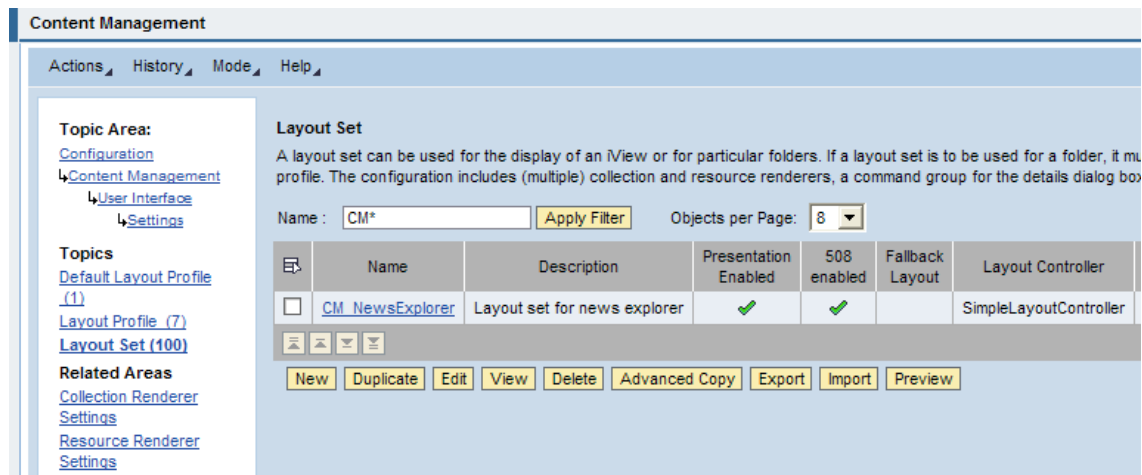 Content Management
Actions History Mode Help
Topic Area:
Configuration
Content Management
User Interface
Settings
Topics
Default Layout Profile
(1)
Layout Profile (7)
Layout Set (100)
Related Areas
Collection Renderer
Settings
Resource Renderer
Settings
Layout Set
A layout set can be used for the display of an iView or for particular folders. If a layout set is to be used for a folder, it mu
profile. The configuration includes (multiple) collection and resource renderers, a command group for the details dialog box
Name : CM* Apply Filter Objects per Page: 8
Name Description Presentation Enabled 508 enabled Fallback Layout Layout Controller
CM_NewsExplorer Layout set for news explorer SimpleLayoutController
New Duplicate Edit View Delete Advanced Copy Export Import Preview